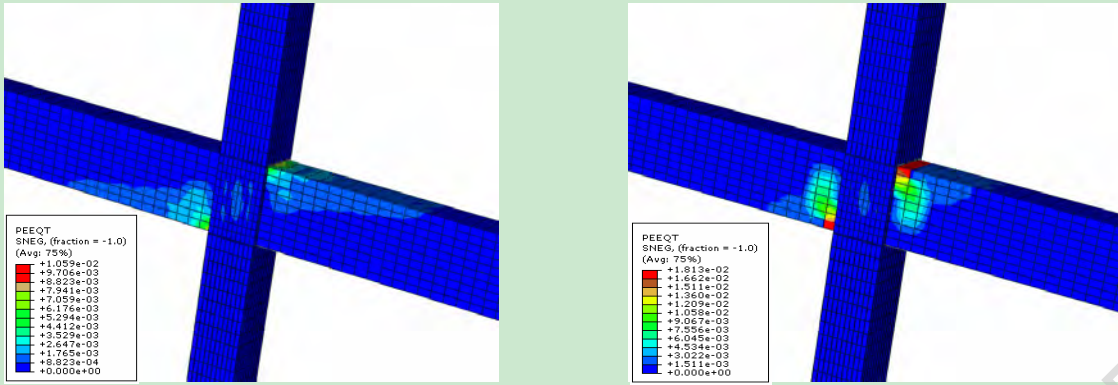 PEEQT
SNEG, (fraction = -1.0)
(Avg: 75%)
+1.059e-02
+9.706e-03
+8.823e-03
+7.941e-03
+7.059e-03
+6.176e-03
+5.294e-03
+4.412e-03
+3.529e-03
+2.647e-03
+1.765e-03
+8.823e-04
+0.000e+00
PEEQT
SNEG, (fraction = -1.0)
(Avg: 75%)
+1.813e-02
+1.662e-02
+1.511e-02
+1.360e-02
+1.209e-02
+1.058e-02
+9.067e-03
+7.556e-03
+6.045e-03
+4.534e-03
+3.022e-03
+1.511e-03
+0.000e+00